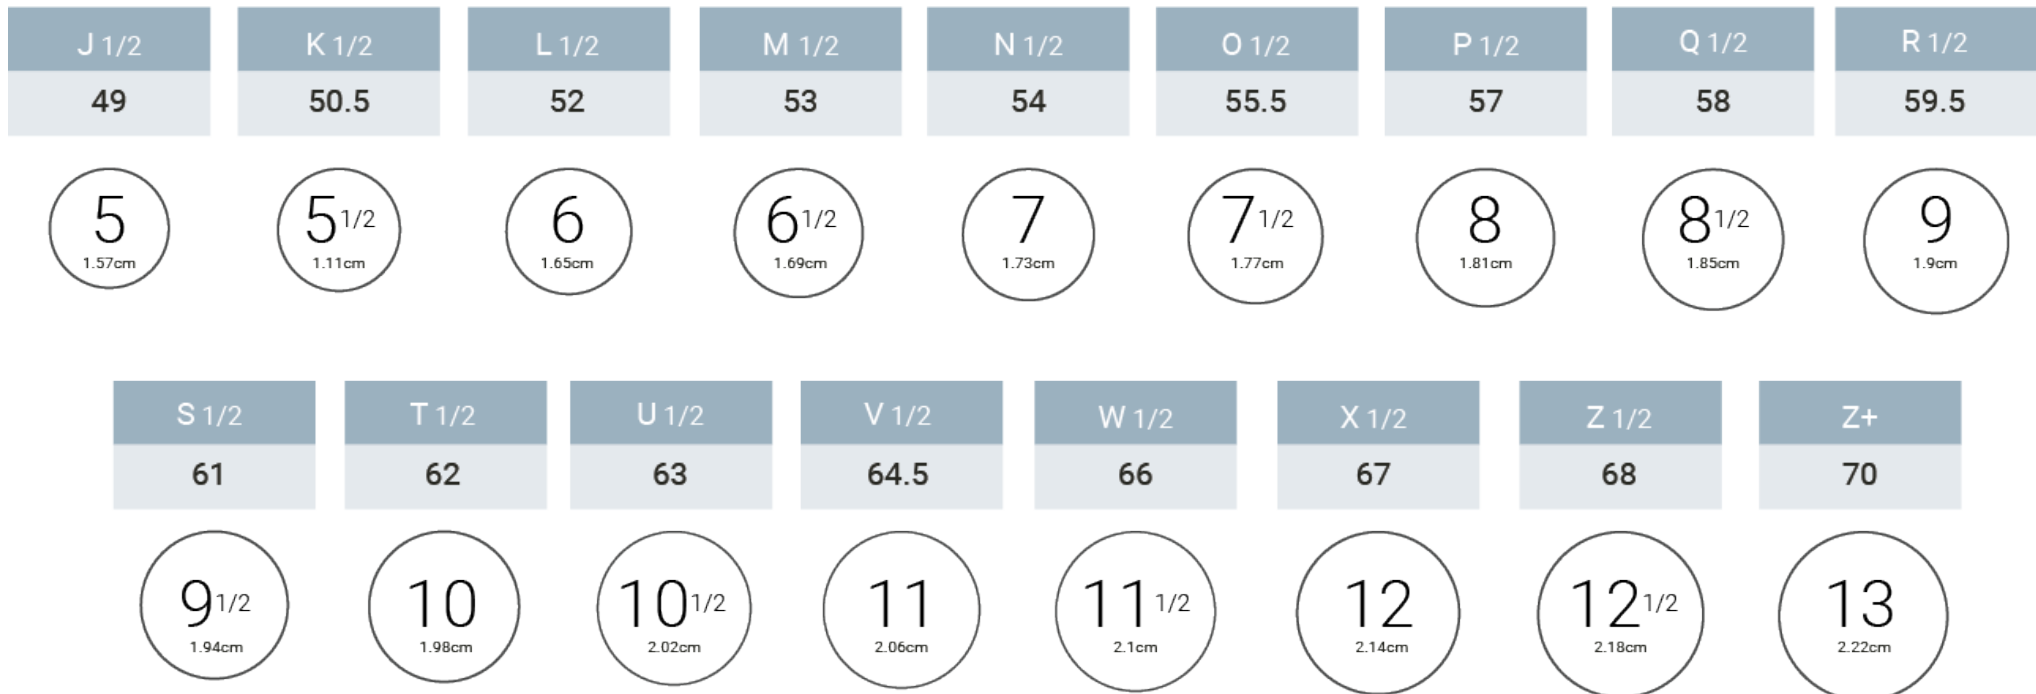 J 1/2 K 1/2 L 1/2 M 1/2 N 1/2 O 1/2 P 1/2 Q 1/2 R 1/2
49 50.5 52 53 54 55.5 57 58 59.5
5 5 1/2 6 6 1/2 7 7 1/2 8 8 1/2 9
1.57cm 1.11cm 1.65cm 1.69cm 1.73cm 1.77cm 1.81cm 1.85cm 1.9cm
S 1/2 T 1/2 U 1/2 V 1/2 W 1/2 X 1/2 Z 1/2 Z+
61 62 63 64.5 66 67 68 70
9 1/2 10 10 1/2 11 11 1/2 12 12 1/2 13
1.94cm 1.98cm 2.02cm 2.06cm 2.1cm 2.14cm 2.18cm 2.22cm